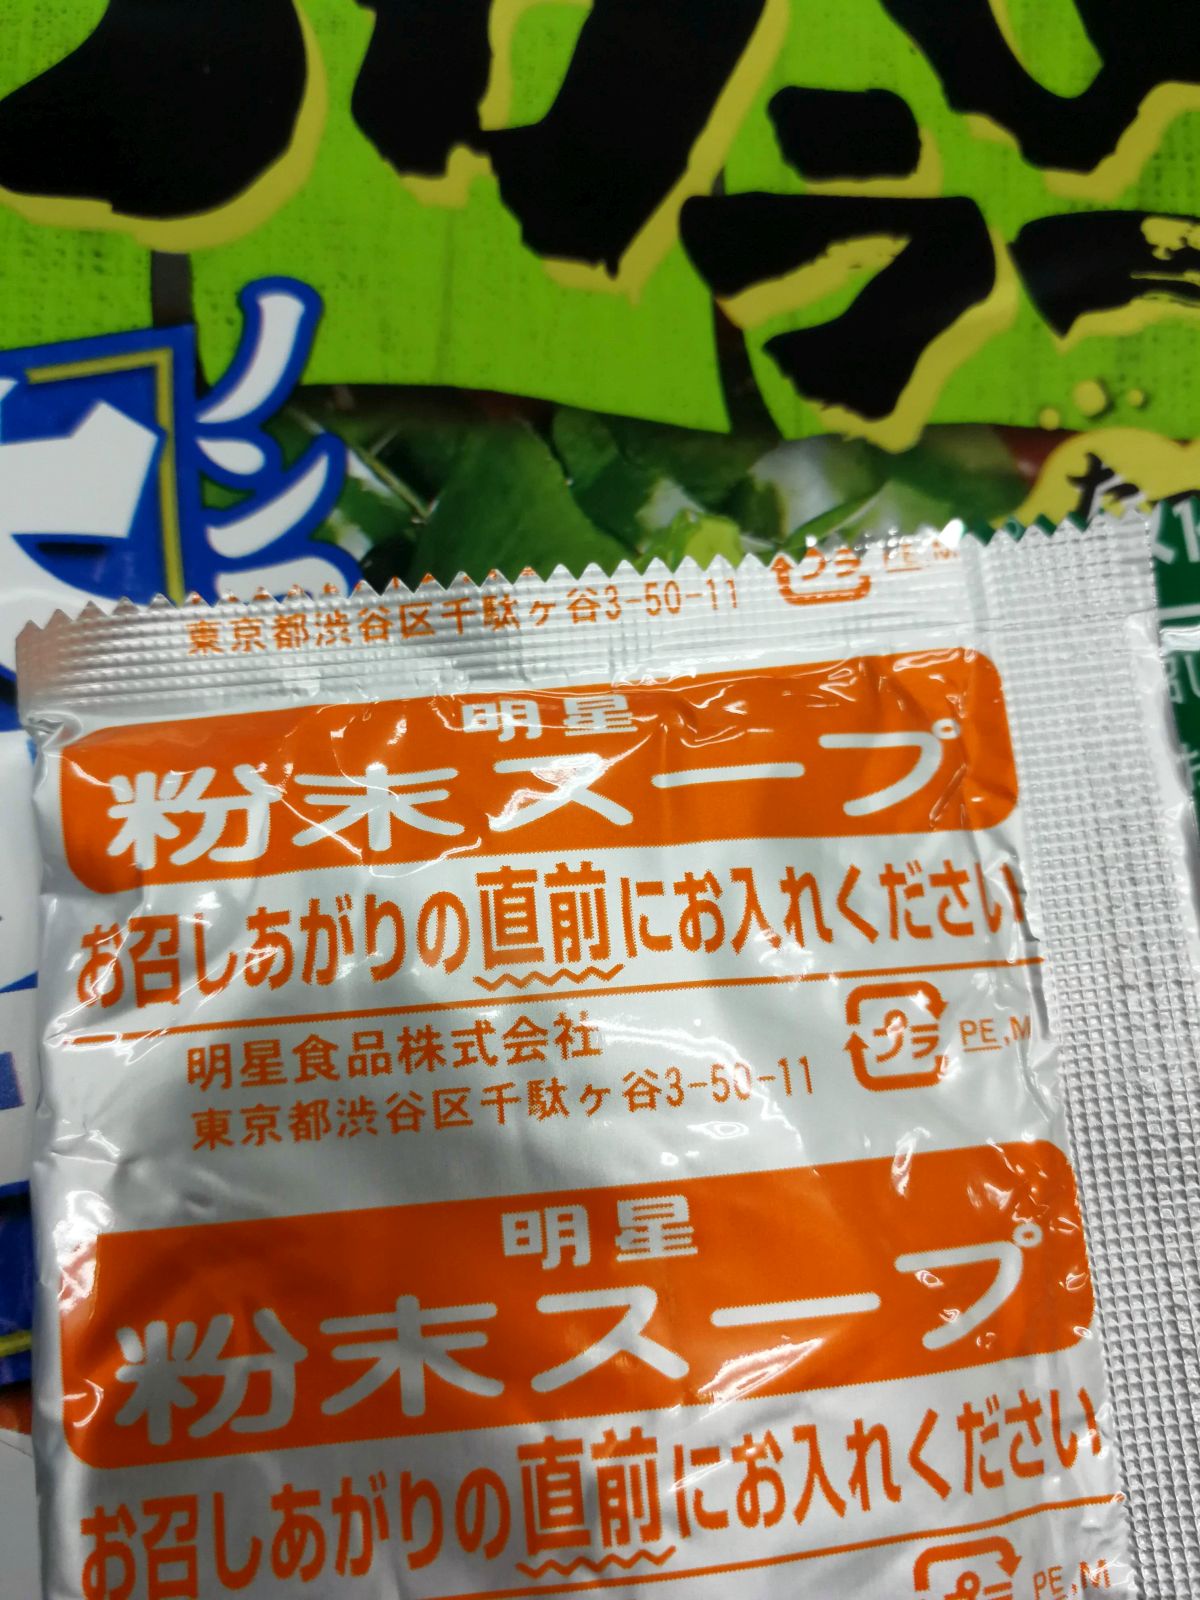 東京都渋谷区千駄ヶ谷3-50-11
プラ
PE,M
明星
粉末スープ
お召しあがりの直前にお入れください
明星食品株式会社
東京都渋谷区千駄ヶ谷3-50-11
プラ
PE,M
明星
粉末スープ
お召しあがりの直前にお入れください
プラ
PE,M